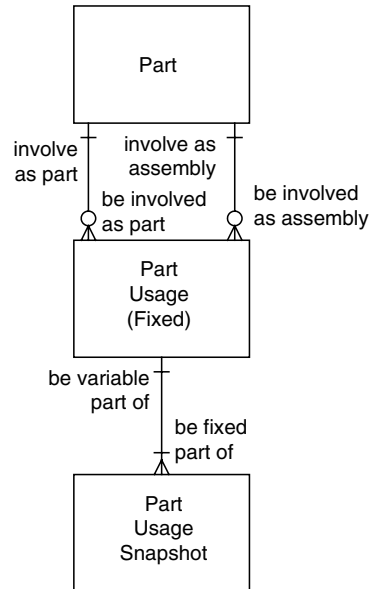 Part
involve
as part
involve as
assembly
be involved
as part
be involved
as assembly
Part
Usage
(Fixed)
be variable
part of
be fixed
part of
Part
Usage
Snapshot